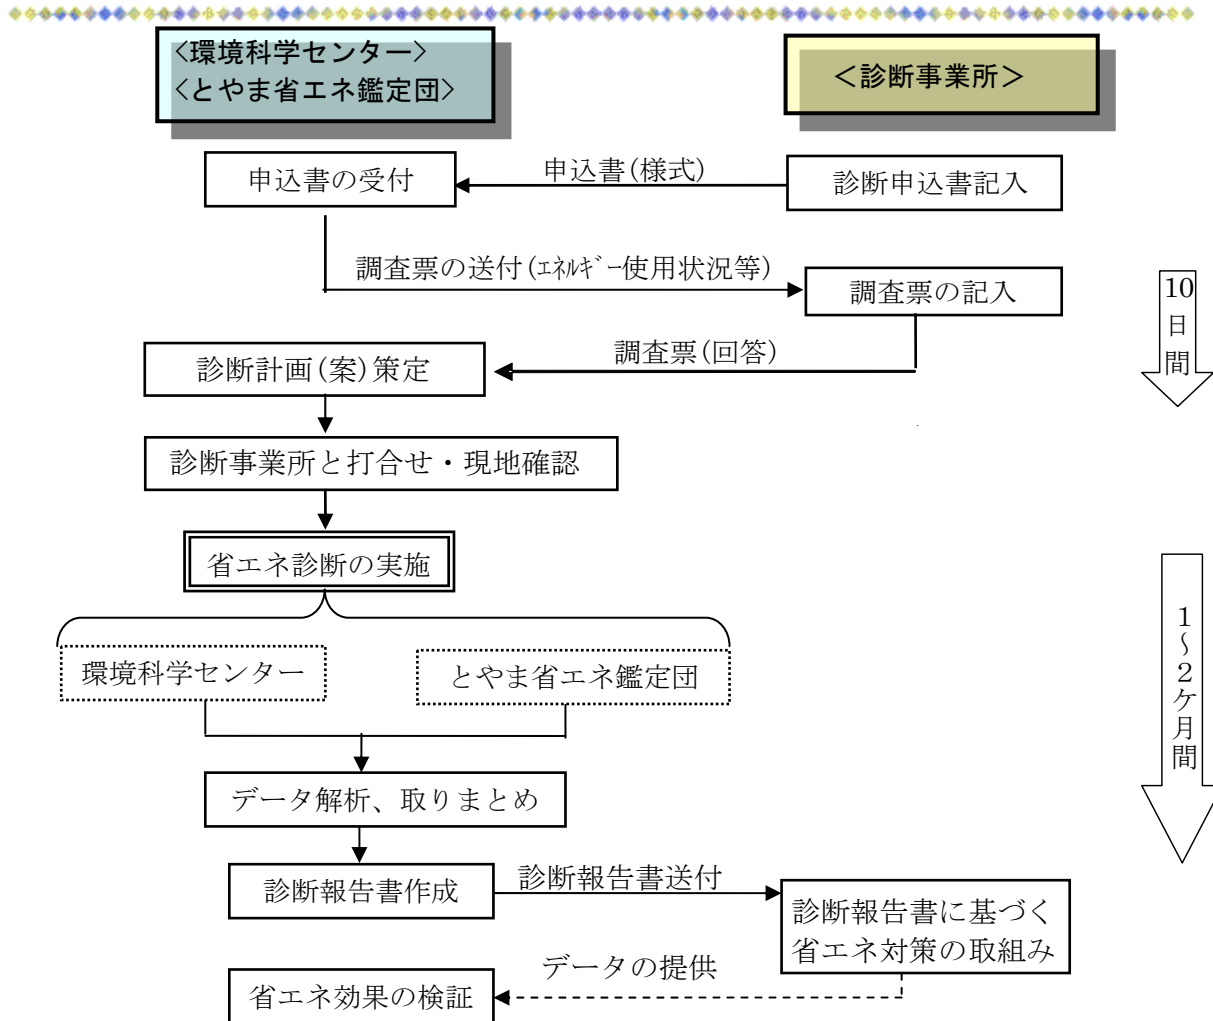 <環境科学センター>
<とやま省エネ鑑定団>
<診断事業所>
申込書の受付
申込書(様式)
診断申込書記入
調査票の送付(ｴﾈﾙｷﾞｰ使用状況等)
調査票の記入
10日間
診断計画(案)策定
調査票(回答)
診断事業所と打合せ・現地確認
省エネ診断の実施
環境科学センター
とやま省エネ鑑定団
1～2ケ月間
データ解析、取りまとめ
診断報告書作成
診断報告書送付
診断報告書に基づく
省エネ対策の取組み
データの提供
省エネ効果の検証